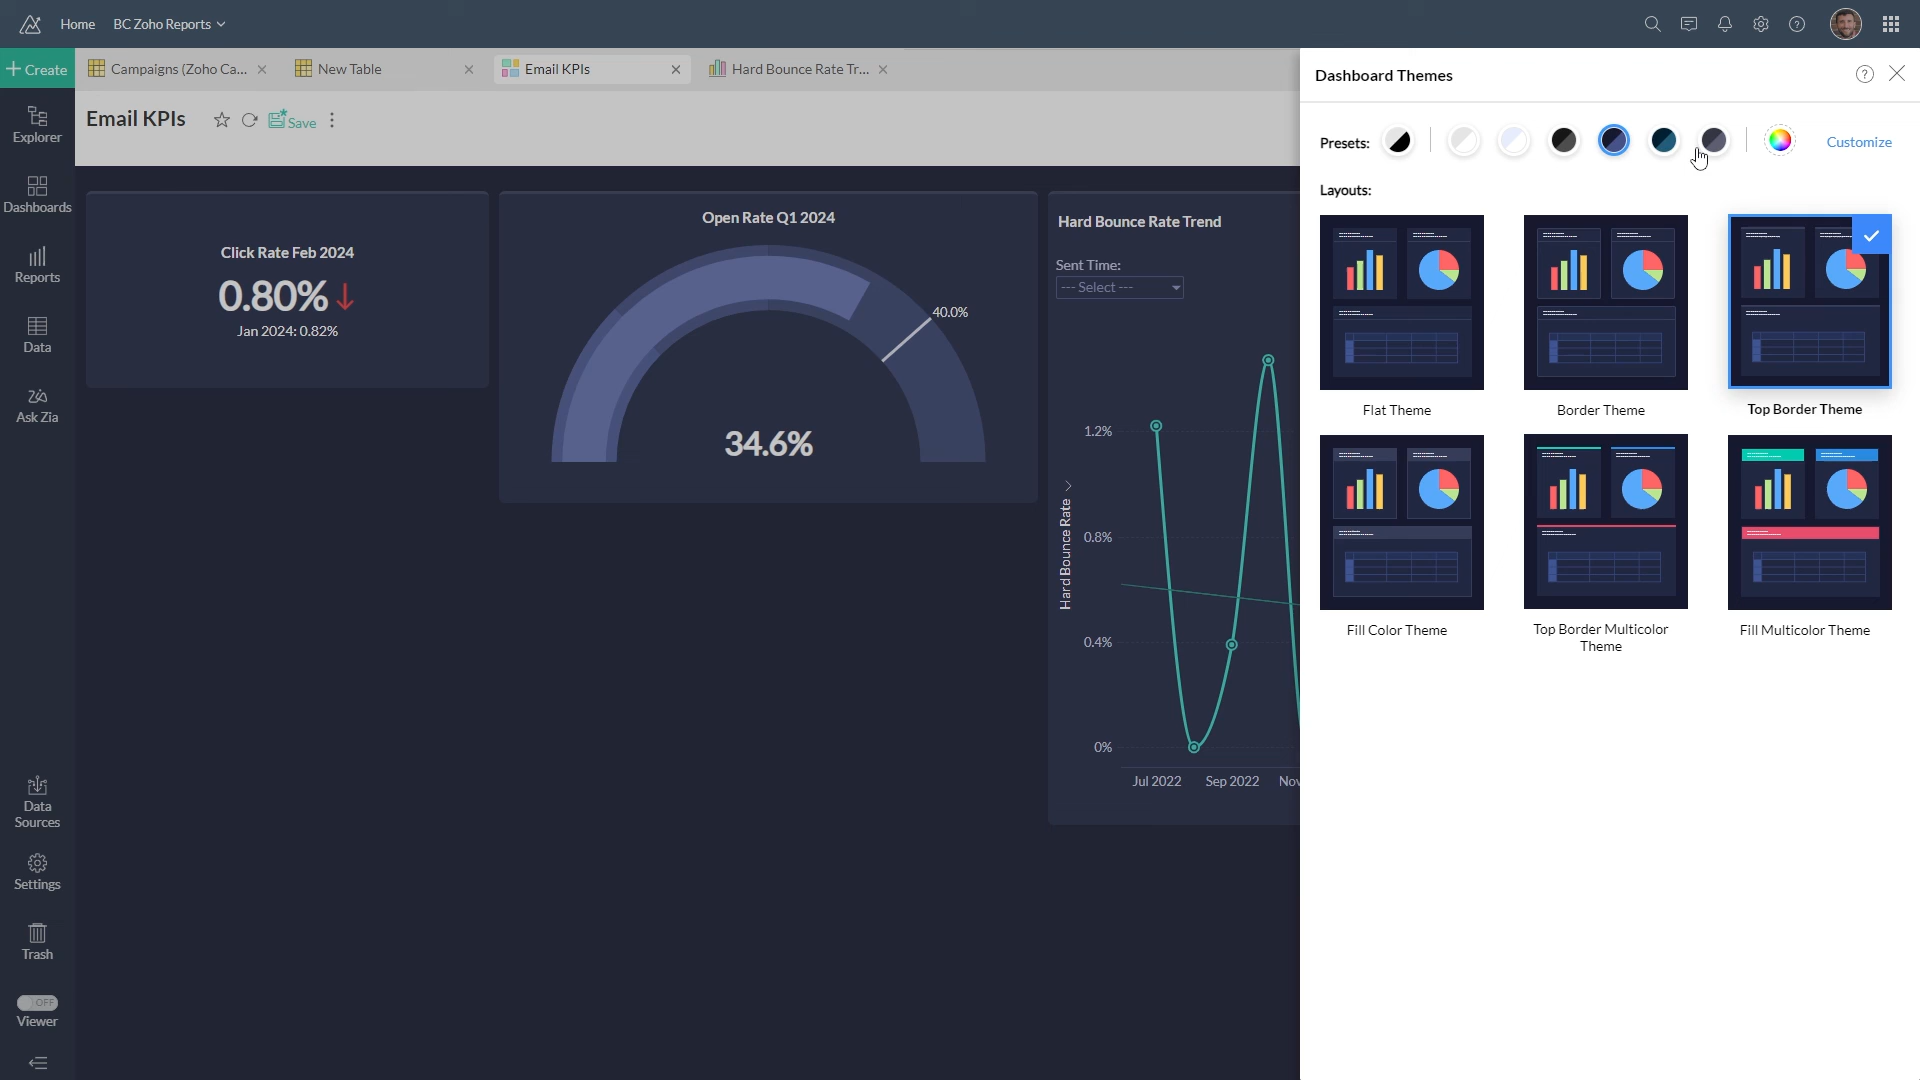 Home
BC Zoho Reports
Create
Campaigns (Zoho Ca...
New Table
Email KPIs
Hard Bounce Rate Tr...
Explorer
Dashboards
Reports
Data
Ask Zia
Data
Sources
Settings
Trash
OFF
Viewer
Email KPIs
Save
Click Rate Feb 2024
0.80%
Jan 2024: 0.82%
Open Rate Q1 2024
40.0%
34.6%
Hard Bounce Rate Trend
Sent Time:
--- Select ---
Hard Bounce Rate
1.2%
0.8%
0.4%
0%
Jul 2022
Sep 2022
Nov
Dashboard Themes
Presets:
Customize
Layouts:
Flat Theme
Border Theme
Top Border Theme
Fill Color Theme
Top Border Multicolor
Theme
Fill Multicolor Theme